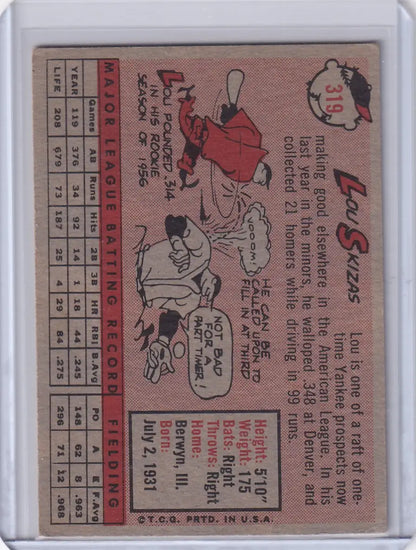 319
LOU SKIZAS
Lou is one of a raft of one-
time Yankee prospects now
making good elsewhere in the American League. In his
last year in the minors, he walloped .348 at Denver, and
collected 21 homers while driving in 99 runs.
LOU POUNDED .314
IN HIS ROOKIE
SEASON OF 1956
VOOOM!
HE CAN BE
CALLED UPON TO
FILL IN AT THIRD
NOT BAD
FOR A
PART TIMER!
Height: 5'10"
Weight: 175
Bats: Right
Throws: Right
Home:
Berwyn, Ill.
Born:
July 2, 1931
MAJOR LEAGUE BATTING RECORD FIELDING
Games AB Runs Hits 2B 3B HR RBI B.Avg PO A E F.Avg
YEAR 119 376 34 92 14 1 18 44 .245 148 62 8 .963
LIFE 208 679 73 187 25 4 29 84 .275 296 71 12 .968
© T.C.G. PRTD. IN U.S.A.